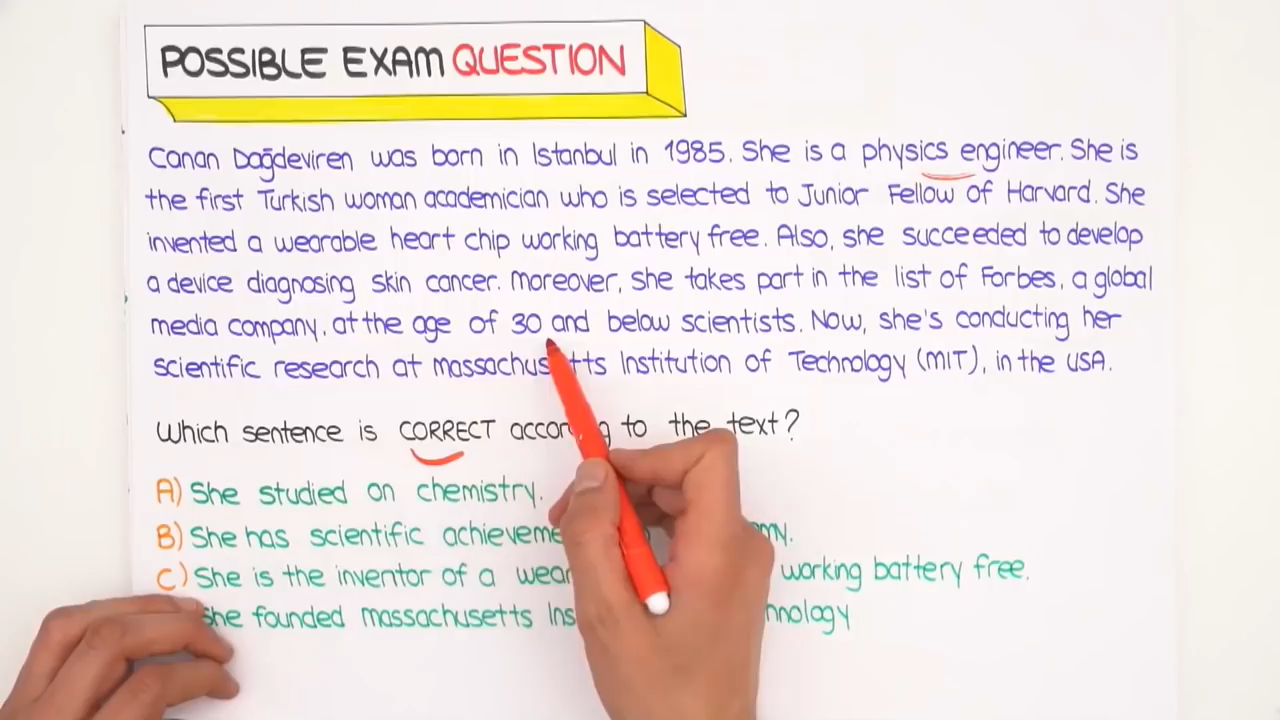 POSSIBLE EXAM QUESTION
Canan Dağdeviren was born in Istanbul in 1985. She is a physics engineer. She is
the first Turkish woman academician who is selected to Junior Fellow of Harvard. She
invented a wearable heart chip working battery free. Also, she succeeded to develop
a device diagnosing skin cancer. Moreover, she takes part in the list of Forbes, a global
media company, at the age of 30 and below scientists. Now, she's conducting her
scientific research at Massachusetts Institution of Technology (MIT), in the USA.
Which sentence is CORRECT to the text?
A) She studied on chemistry.
B) She has scientific
C) She is the inventor of a working battery free.
She founded Massachusetts